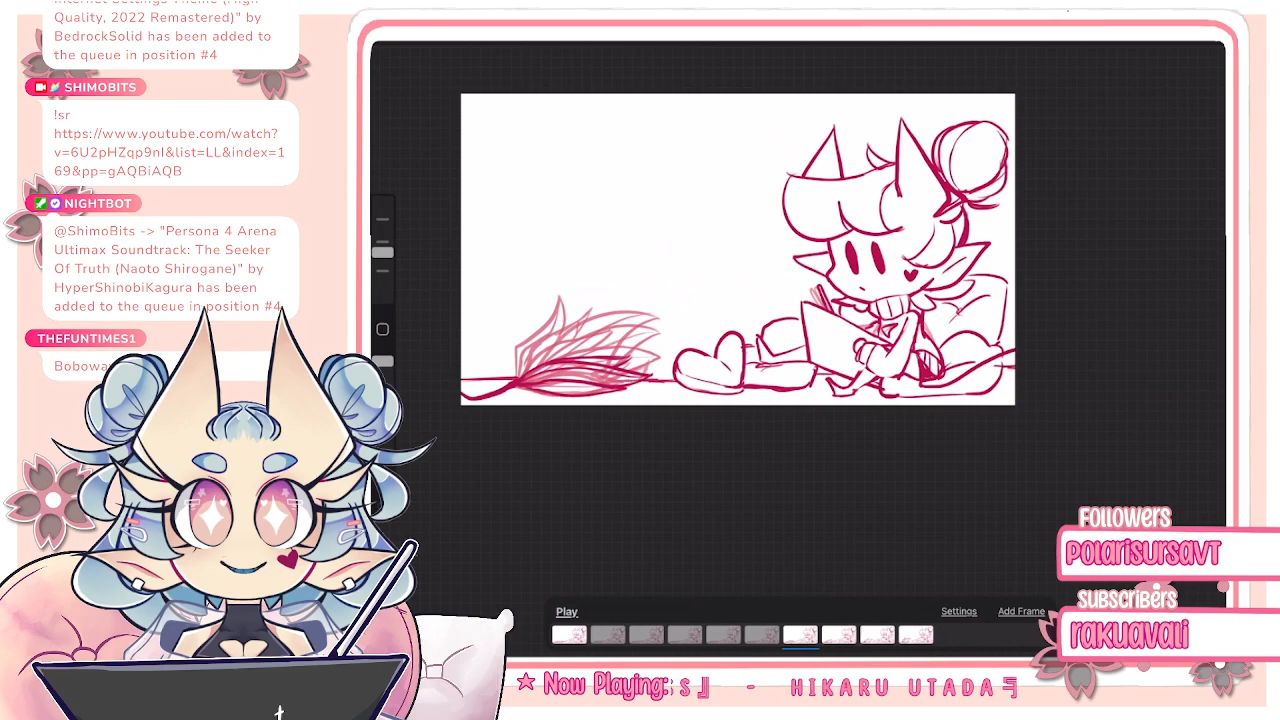 Internet Settings Theme (High
Quality, 2022 Remastered)" by
BedrockSolid has been added to
the queue in position #4
SHIMOBITS
!sr
https://www.youtube.com/watch?
v=6U2pHZqp9nI&list=LL&index=1
69&pp=gAQBiAQB
NIGHTBOT
@ShimoBits -> "Persona 4 Arena
Ultimax Soundtrack: The Seeker
Of Truth (Naoto Shirogane)" by
HyperShinobiKagura has been
added to the queue in position #4
THEFUNTIMES1
Play
Settings
Add Frame
Followers
polarisursaVT
subscribers
rakuavali
★ Now Playing: S』 - HIKARU UTADA